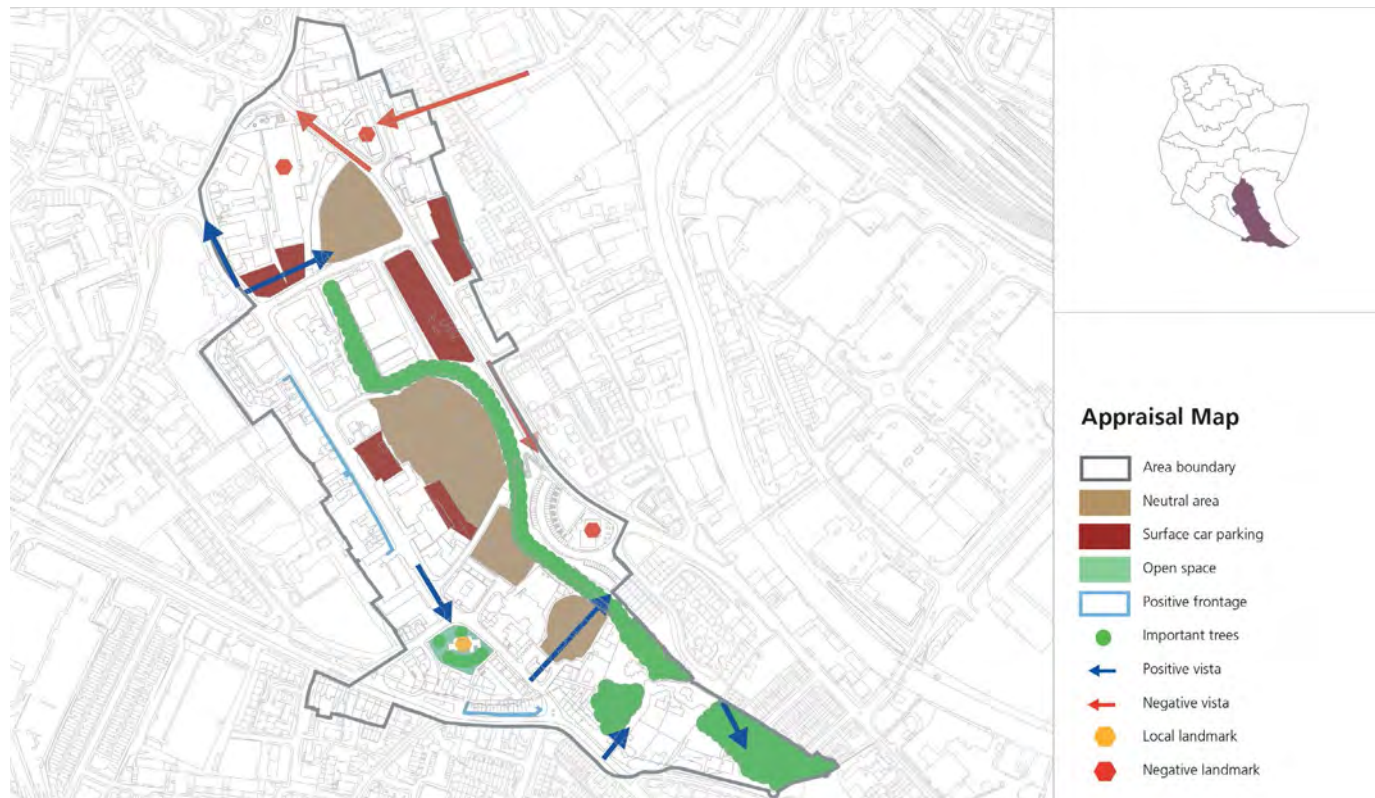 Appraisal Map
Area boundary
Neutral area
Surface car parking
Open space
Positive frontage
Important trees
Positive vista
Negative vista
Local landmark
Negative landmark